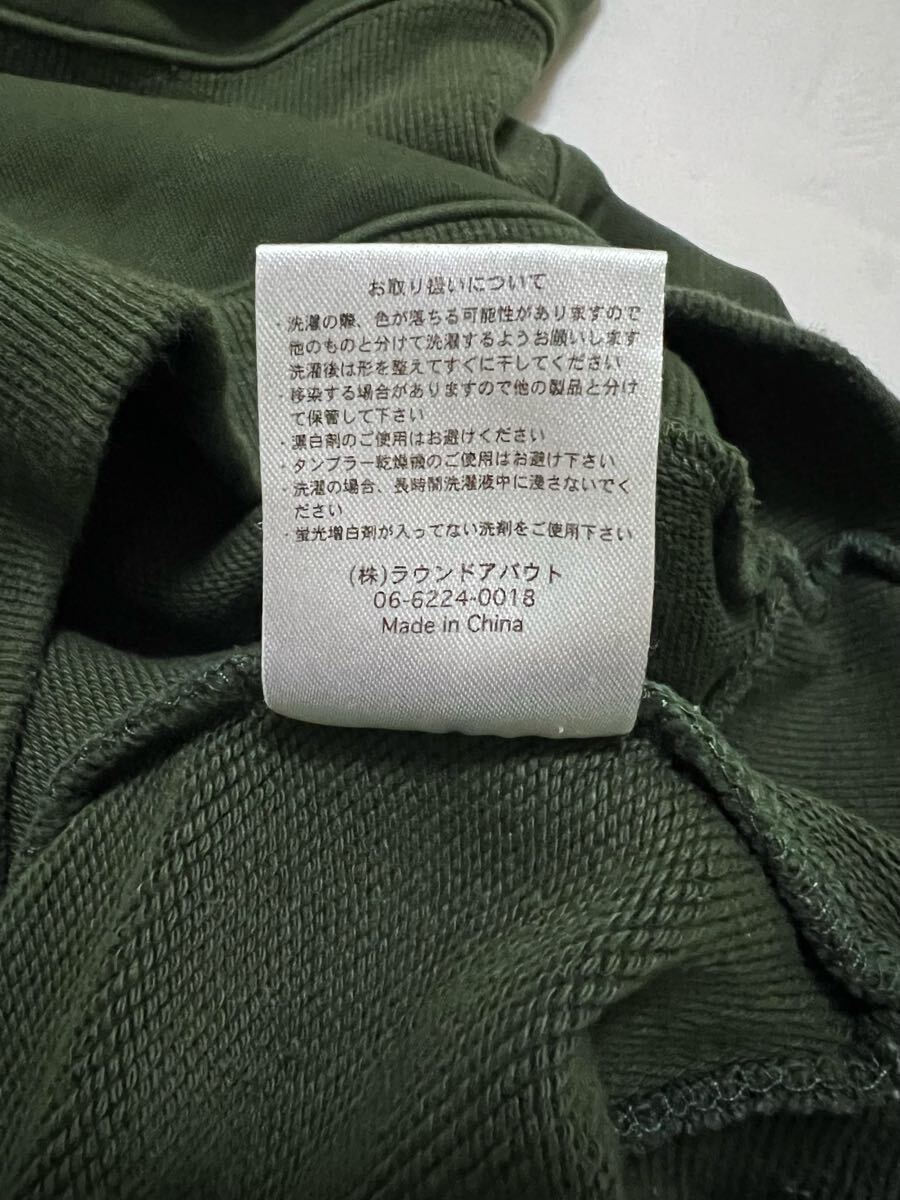 お取り扱いについて
・洗濯の際、色が落ちる可能性がありますので
他のものと分けて洗濯するようお願いします
洗濯後は形を整えてすぐに干してください
・移染する場合がありますので他の製品と分け
て保管して下さい
・漂白剤のご使用はお避けください
・タンブラー乾燥機のご使用はお避け下さい
・洗濯の場合、長時間洗濯液中に浸さないでく
ださい
・蛍光増白剤が入ってない洗剤をご使用下さい
(株)ラウンドアバウト
06-6224-0018
Made in China